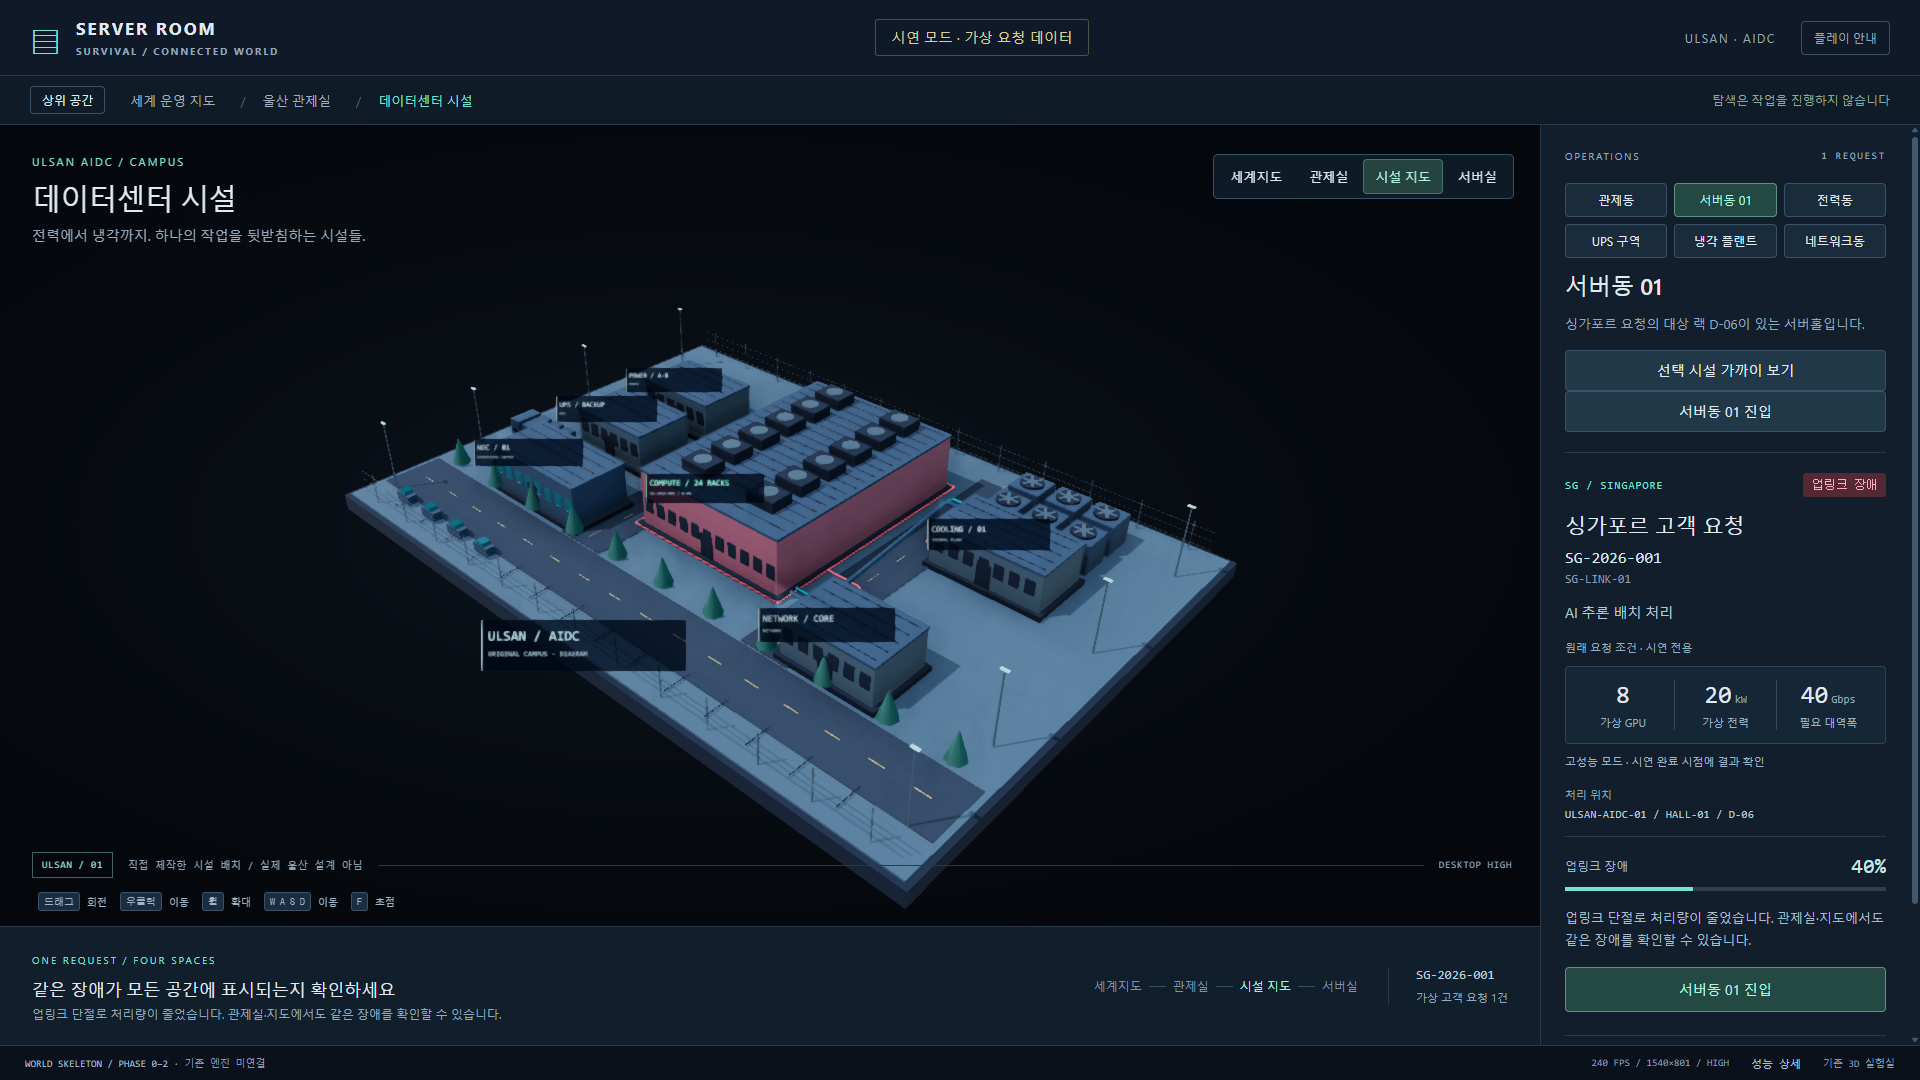 SERVER ROOM
SURVIVAL / CONNECTED WORLD
시연 모드 · 가상 요청 데이터
ULSAN · AIDC
플레이 안내
상위 공간
세계 운영 지도 / 울산 관제실 / 데이터센터 시설
탐색은 작업을 진행하지 않습니다
ULSAN AIDC / CAMPUS
데이터센터 시설
전력에서 냉각까지. 하나의 작업을 뒷받침하는 시설들.
세계지도
관제실
시설 지도
서버실
POWER / A-B
UPS / BACKUP
NOC / 01
COMPUTE / 24 RACKS
COOLING / 01
NETWORK / CORE
ULSAN / AIDC
ORIGINAL CAMPUS - DIAGRAM
ULSAN / 01
직접 제작한 시설 배치 / 실제 울산 설계 아님
DESKTOP HIGH
드래그 회전
우클릭 이동
휠 확대
W A S D 이동
F 초점
ONE REQUEST / FOUR SPACES
같은 장애가 모든 공간에 표시되는지 확인하세요
업링크 단절로 처리량이 줄었습니다. 관제실·지도에서도 같은 장애를 확인할 수 있습니다.
세계지도 — 관제실 — 시설 지도 — 서버실
SG-2026-001
가상 고객 요청 1건
OPERATIONS
1 REQUEST
관제동
서버동 01
전력동
UPS 구역
냉각 플랜트
네트워크동
서버동 01
싱가포르 요청의 대상 랙 D-06이 있는 서버홀입니다.
선택 시설 가까이 보기
서버동 01 진입
SG / SINGAPORE
업링크 장애
싱가포르 고객 요청
SG-2026-001
SG-LINK-01
AI 추론 배치 처리
원래 요청 조건 · 시연 전용
8
가상 GPU
20 kW
가상 전력
40 Gbps
필요 대역폭
고성능 모드 · 시연 완료 시점에 결과 확인
처리 위치
ULSAN-AIDC-01 / HALL-01 / D-06
업링크 장애
40%
업링크 단절로 처리량이 줄었습니다. 관제실·지도에서도
같은 장애를 확인할 수 있습니다.
서버동 01 진입
WORLD SKELETON / PHASE 0-2 · 기존 엔진 미연결
240 FPS / 1540×801 / HIGH
성능 상세
기존 3D 실험실